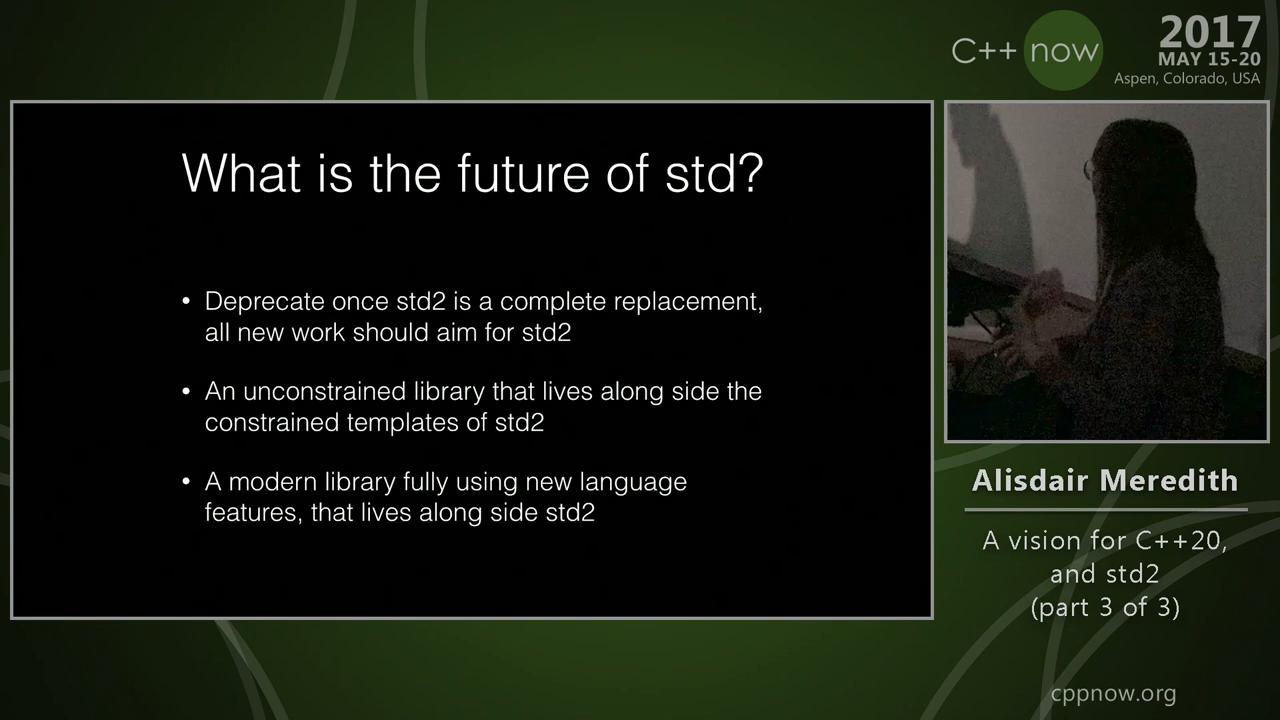 C++ now
2017
MAY 15-20
Aspen, Colorado, USA
What is the future of std?
• Deprecate once std2 is a complete replacement,
all new work should aim for std2
• An unconstrained library that lives along side the
constrained templates of std2
• A modern library fully using new language
features, that lives along side std2
Alisdair Meredith
A vision for C++20,
and std2
(part 3 of 3)
cppnow.org